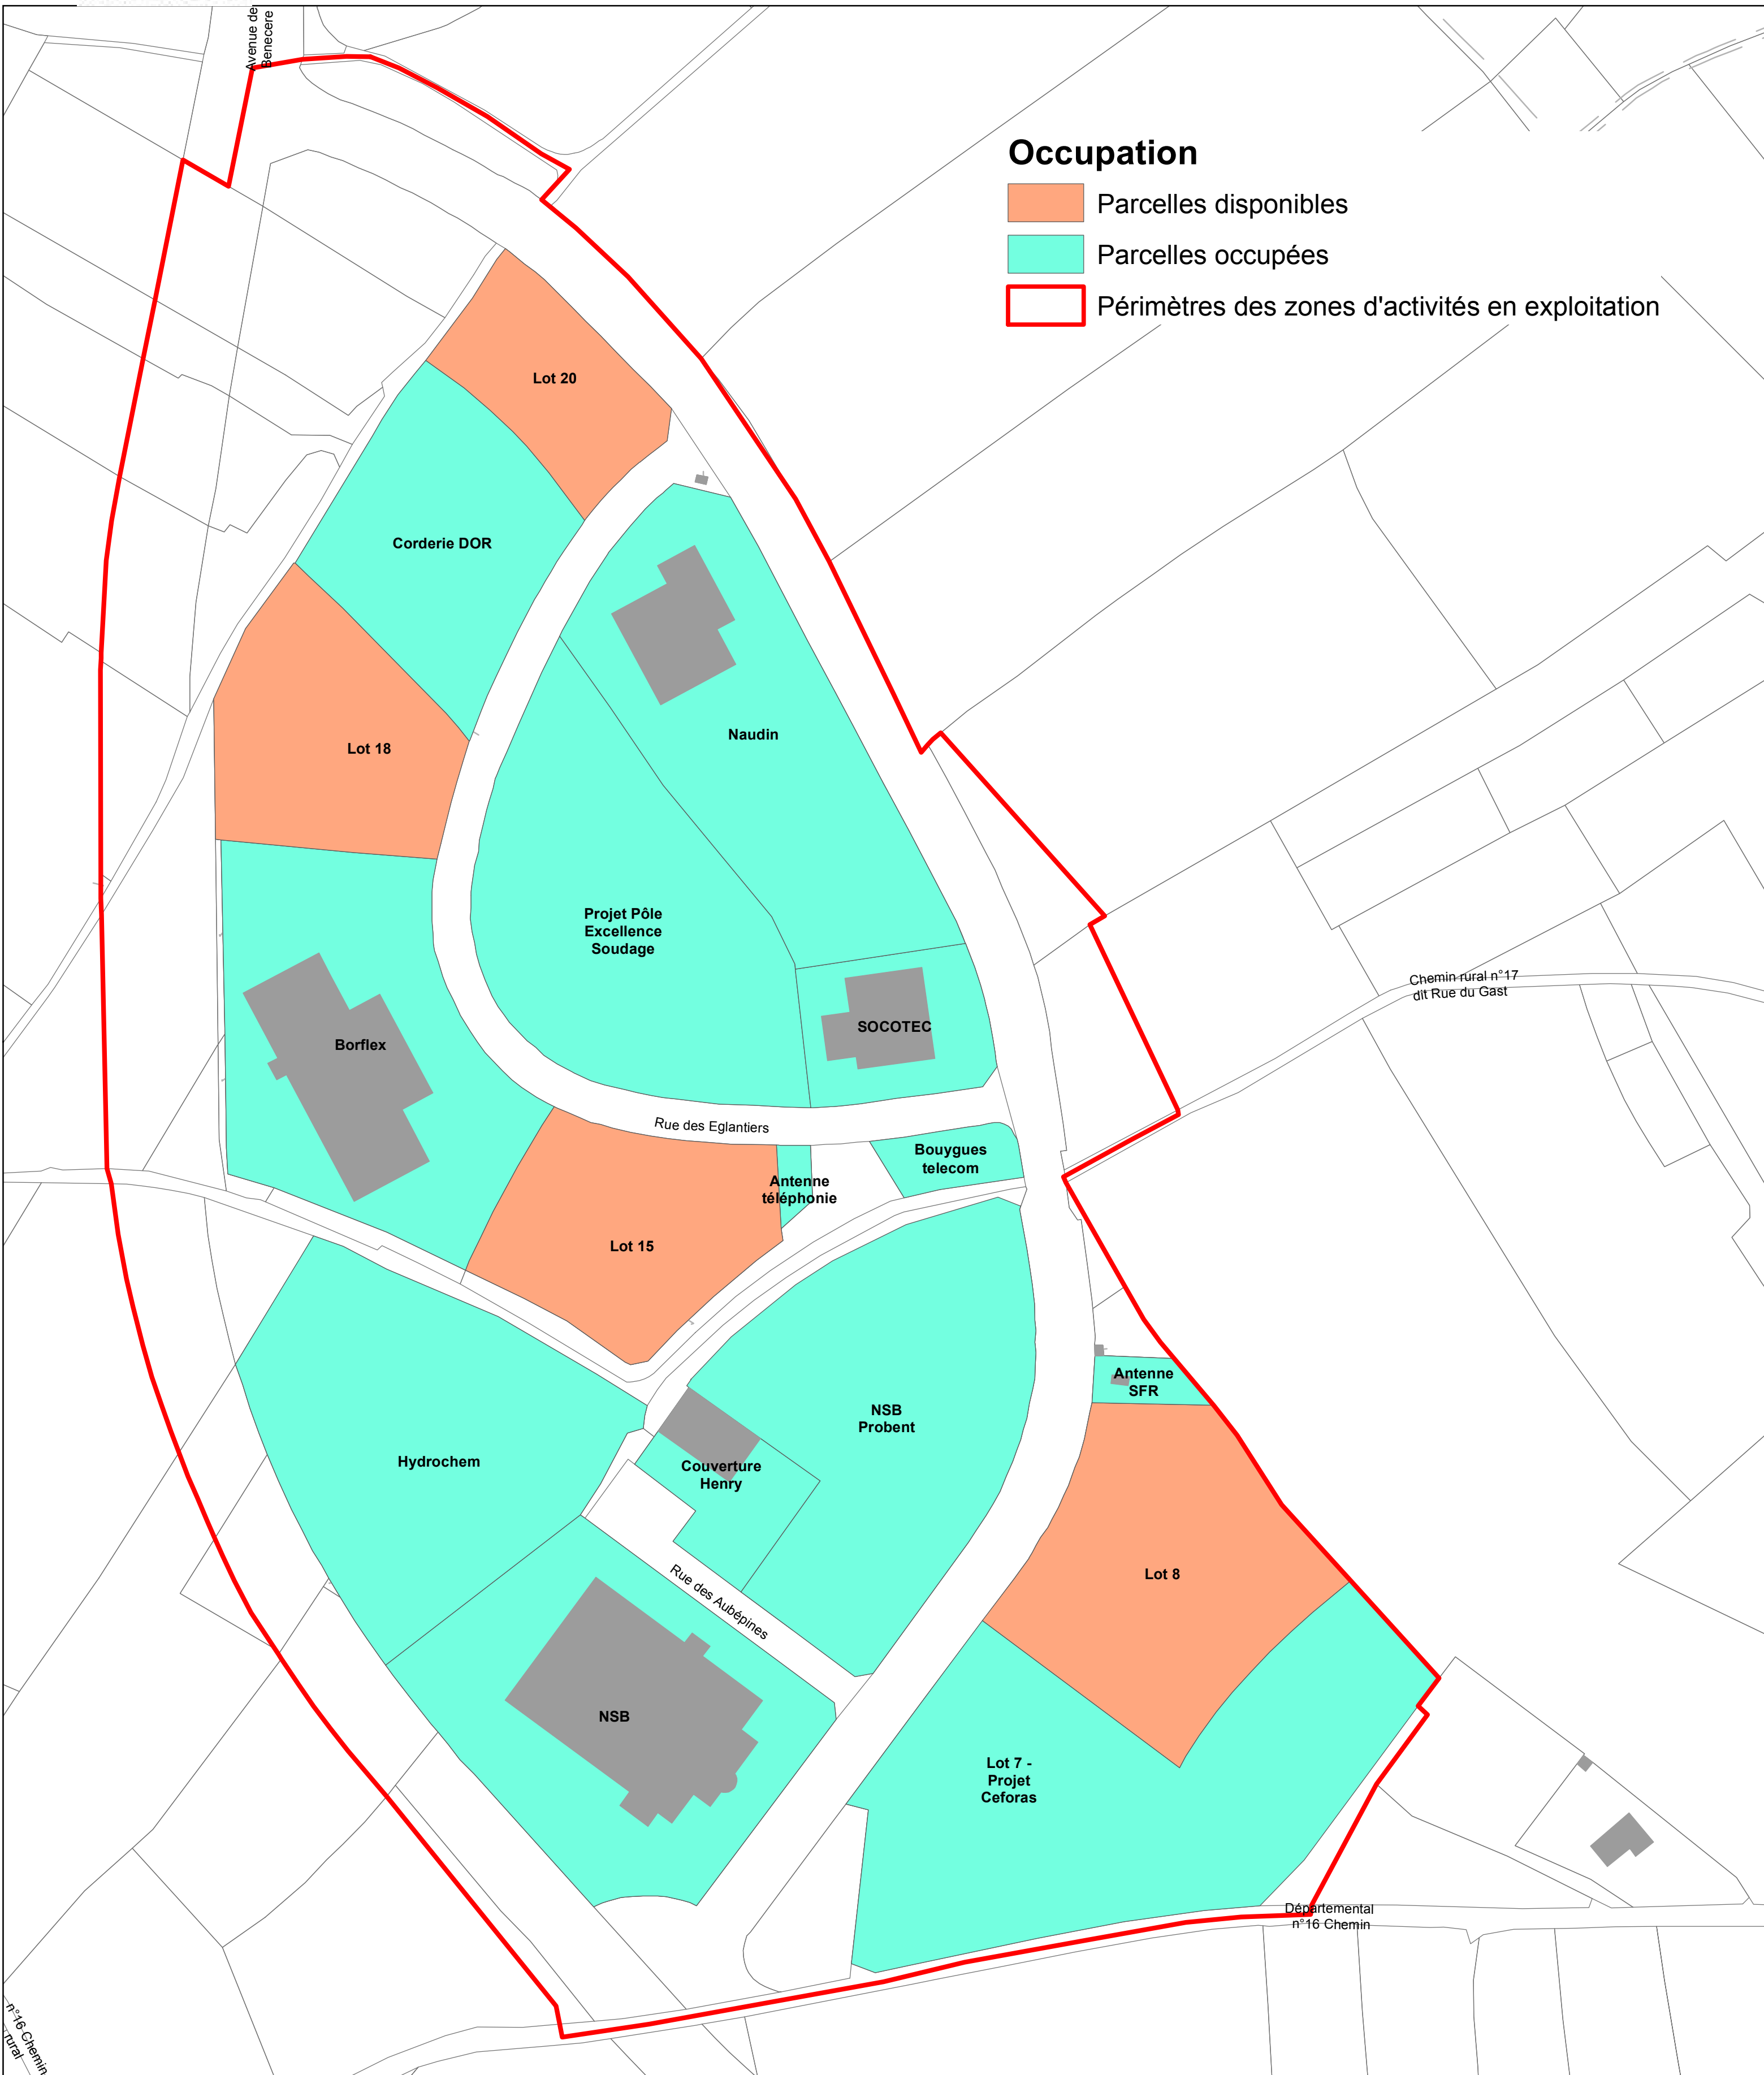 Avenue de
Benecere
Occupation
Parcelles disponibles
Parcelles occupées
Périmètres des zones d'activités en exploitation
Lot 20
Corderie DOR
Naudin
Lot 18
Projet Pôle
Excellence
Soudage
Chemin rural n°17
dit Rue du Gast
SOCOTEC
Borflex
Rue des Eglantiers
Bouygues
telecom
Antenne
téléphonie
Lot 15
Antenne
SFR
NSB
Probent
Hydrochem
Couverture
Henry
Lot 8
Rue des Aubépines
NSB
Lot 7 -
Projet
Ceforas
Départemental
n°16 Chemin
n°16 Chemin
rural